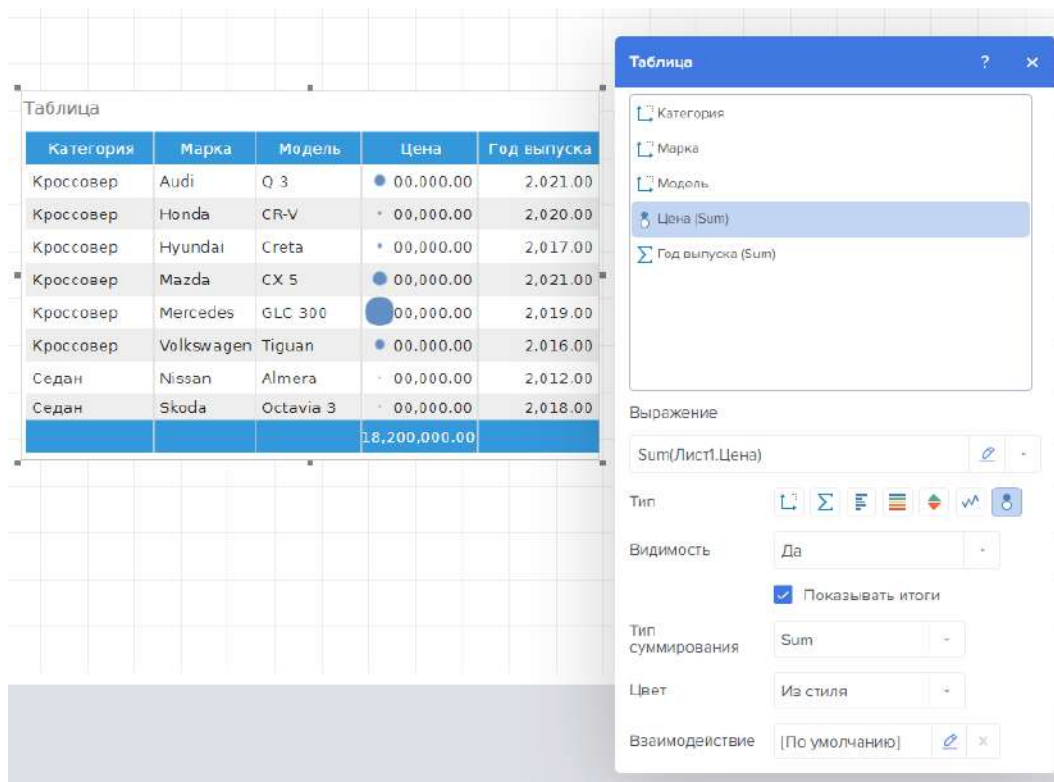 Таблица
Категория Марка Модель Цена Год выпуска
Кроссовер Audi Q 3 00.000.00 2.021.00
Кроссовер Honda CR-V 00,000.00 2,020.00
Кроссовер Hyundai Creta 00,000.00 2,017.00
Кроссовер Mazda CX 5 00,000.00 2,021.00
Кроссовер Mercedes GLC 300 00,000.00 2,019.00
Кроссовер Volkswagen Tiguan 00.000.00 2.016.00
Седан Nissan Almera 00,000.00 2,012.00
Седан Skoda Octavia 3 00,000.00 2,018.00
18,200,000.00
Таблица ? ×
Категория
Марка
Модель
Цена (Sum)
Год выпуска (Sum)
Выражение
Sum(Лист1.Цена)
Тип
Видимость Да
Показывать итоги
Тип
суммирования Sum
Цвет Из стиля
Взаимодействие [По умолчанию]